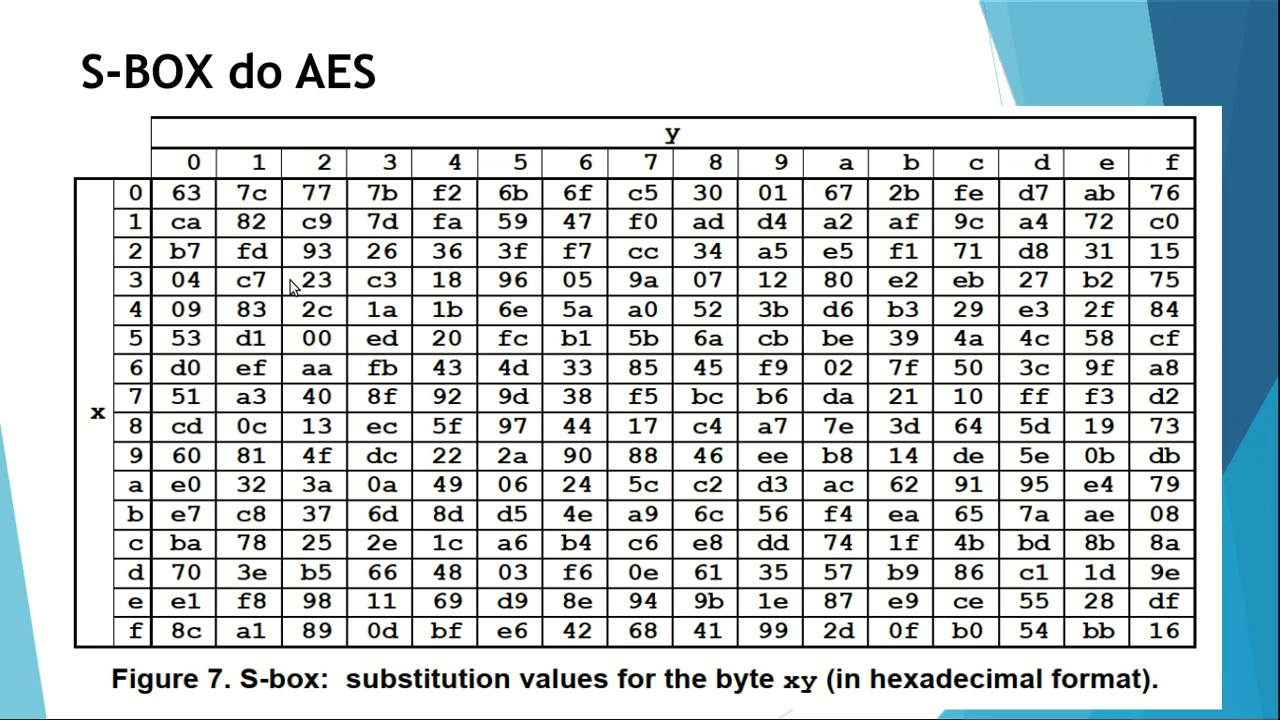 S-BOX do AES
y
0 1 2 3 4 5 6 7 8 9 a b c d e f
0 63 7c 77 7b f2 6b 6f c5 30 01 67 2b fe d7 ab 76
1 ca 82 c9 7d fa 59 47 f0 ad d4 a2 af 9c a4 72 c0
2 b7 fd 93 26 36 3f f7 cc 34 a5 e5 f1 71 d8 31 15
3 04 c7 23 c3 18 96 05 9a 07 12 80 e2 eb 27 b2 75
4 09 83 2c 1a 1b 6e 5a a0 52 3b d6 b3 29 e3 2f 84
5 53 d1 00 ed 20 fc b1 5b 6a cb be 39 4a 4c 58 cf
6 d0 ef aa fb 43 4d 33 85 45 f9 02 7f 50 3c 9f a8
7 51 a3 40 8f 92 9d 38 f5 bc b6 da 21 10 ff f3 d2
x
8 cd 0c 13 ec 5f 97 44 17 c4 a7 7e 3d 64 5d 19 73
9 60 81 4f dc 22 2a 90 88 46 ee b8 14 de 5e 0b db
a e0 32 3a 0a 49 06 24 5c c2 d3 ac 62 91 95 e4 79
b e7 c8 37 6d 8d d5 4e a9 6c 56 f4 ea 65 7a ae 08
c ba 78 25 2e 1c a6 b4 c6 e8 dd 74 1f 4b bd 8b 8a
d 70 3e b5 66 48 03 f6 0e 61 35 57 b9 86 c1 1d 9e
e e1 f8 98 11 69 d9 8e 94 9b 1e 87 e9 ce 55 28 df
f 8c a1 89 0d bf e6 42 68 41 99 2d 0f b0 54 bb 16
Figure 7. S-box: substitution values for the byte xy (in hexadecimal format).